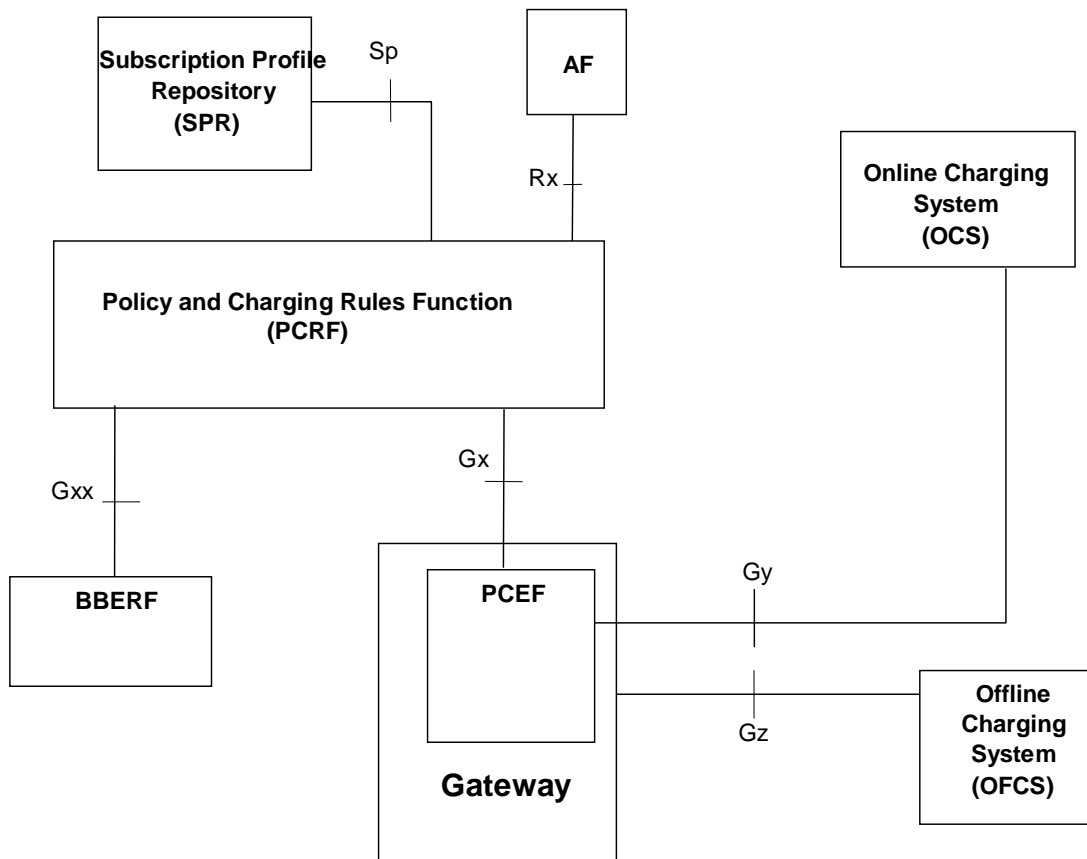 Subscription Profile
Repository
(SPR)
Sp
AF
Rx
Online Charging
System
(OCS)
Policy and Charging Rules Function
(PCRF)
Gxx
Gx
BBERF
PCEF
Gy
Gz
Offline
Charging
System
(OFCS)
Gateway